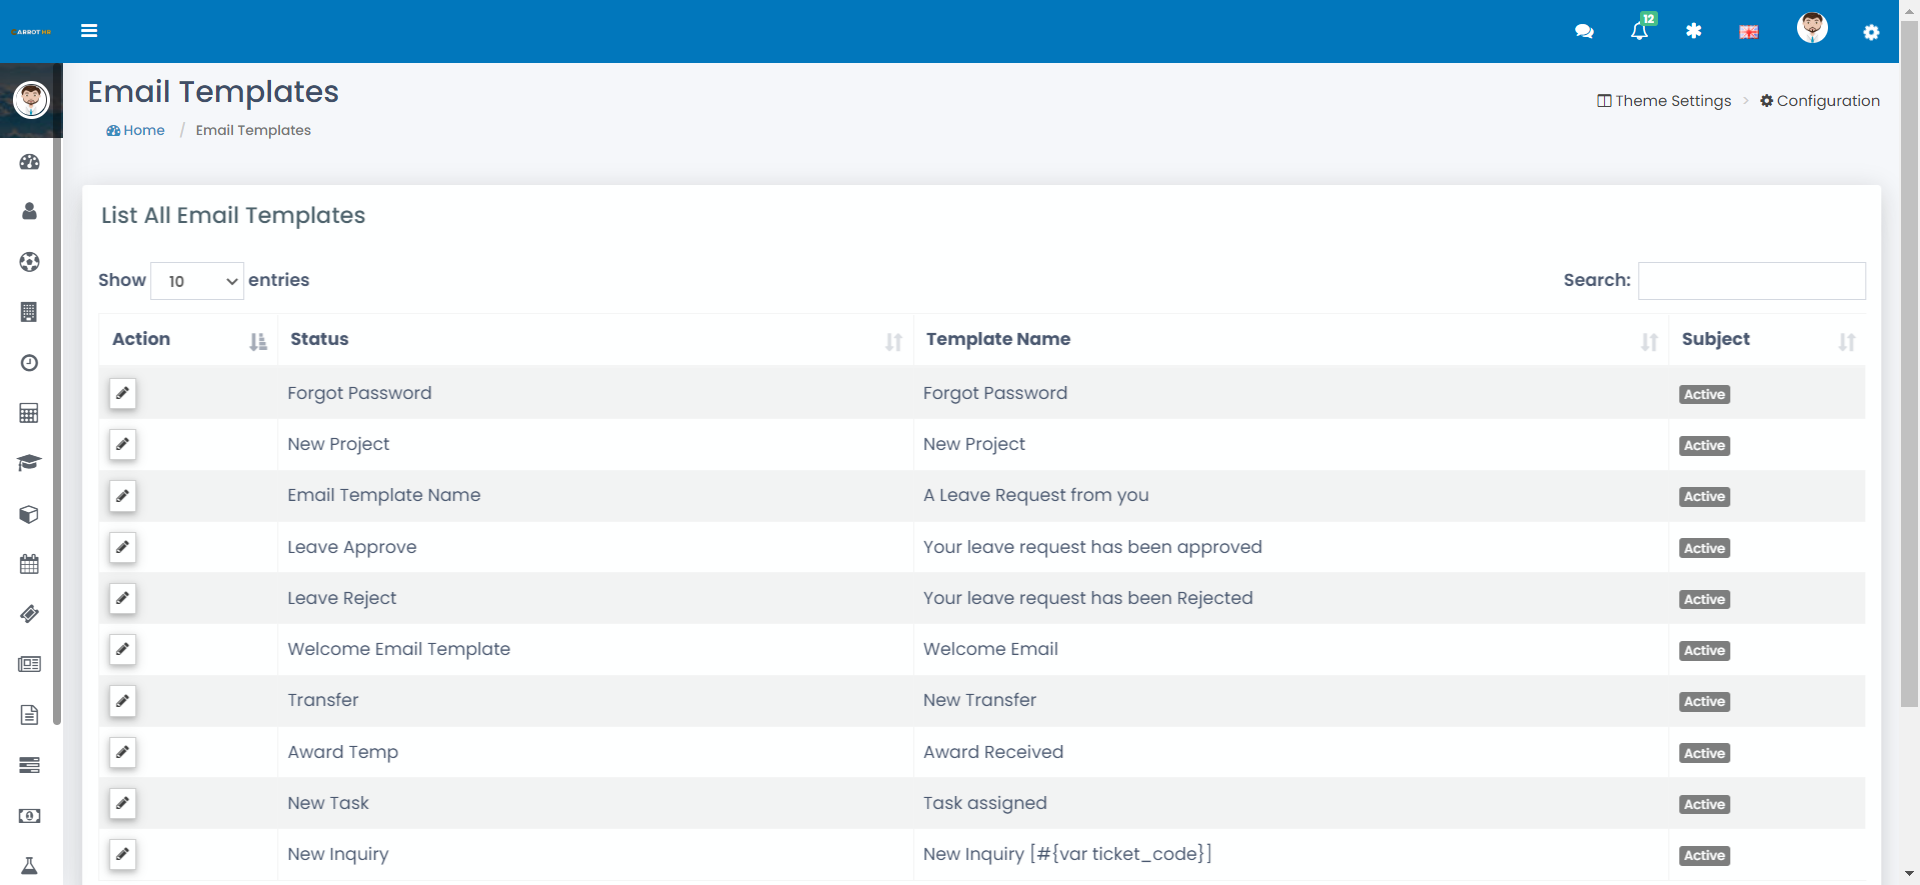 ARBOT HR
12
Email Templates
Theme Settings > Configuration
Home / Email Templates
List All Email Templates
Show 10 entries
Search:
Action Status Template Name Subject
Forgot Password Forgot Password Active
New Project New Project Active
Email Template Name A Leave Request from you Active
Leave Approve Your leave request has been approved Active
Leave Reject Your leave request has been Rejected Active
Welcome Email Template Welcome Email Active
Transfer New Transfer Active
Award Temp Award Received Active
New Task Task assigned Active
New Inquiry New Inquiry [#{var ticket_code}] Active